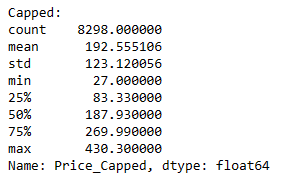 Capped:
count    8298.000000
mean      192.555106
std       123.120056
min        27.000000
25%        83.330000
50%       187.930000
75%       269.990000
max       430.300000
Name: Price_Capped, dtype: float64